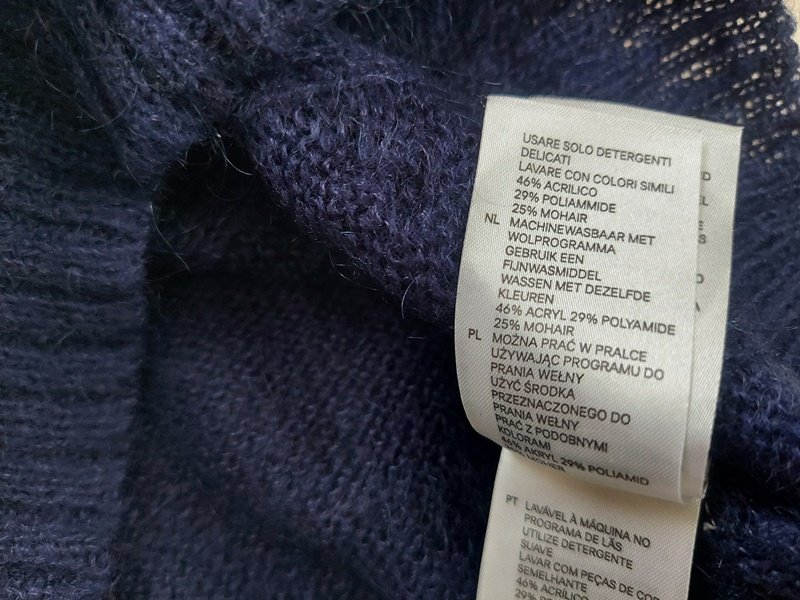 USARE SOLO DETERGENTI
DELICATI
LAVARE CON COLORI SIMILI
46% ACRILICO
29% POLIAMMIDE
25% MOHAIR
NL MACHINEWASBAAR MET
WOLPROGRAMMA
GEBRUIK EEN
FIJNWASMIDDEL
WASSEN MET DEZELFDE
KLEUREN
46% ACRYL 29% POLYAMIDE
25% MOHAIR
PL MOŻNA PRAĆ W PRALCE
UŻYWAJĄC PROGRAMU DO
PRANIA WEŁNY
UŻYĆ ŚRODKA
PRZEZNACZONEGO DO
PRANIA WEŁNY
PRAĆ Z PODOBNYMI
KOLORAMI
46% AKRYL 29% POLIAMID
MOHER
PT LAVÁVEL À MÁQUINA NO
PROGRAMA DE LÃS
UTILIZE DETERGENTE
SUAVE
LAVAR COM PEÇAS DE COR
SEMELHANTE
46% ACRÍLICO